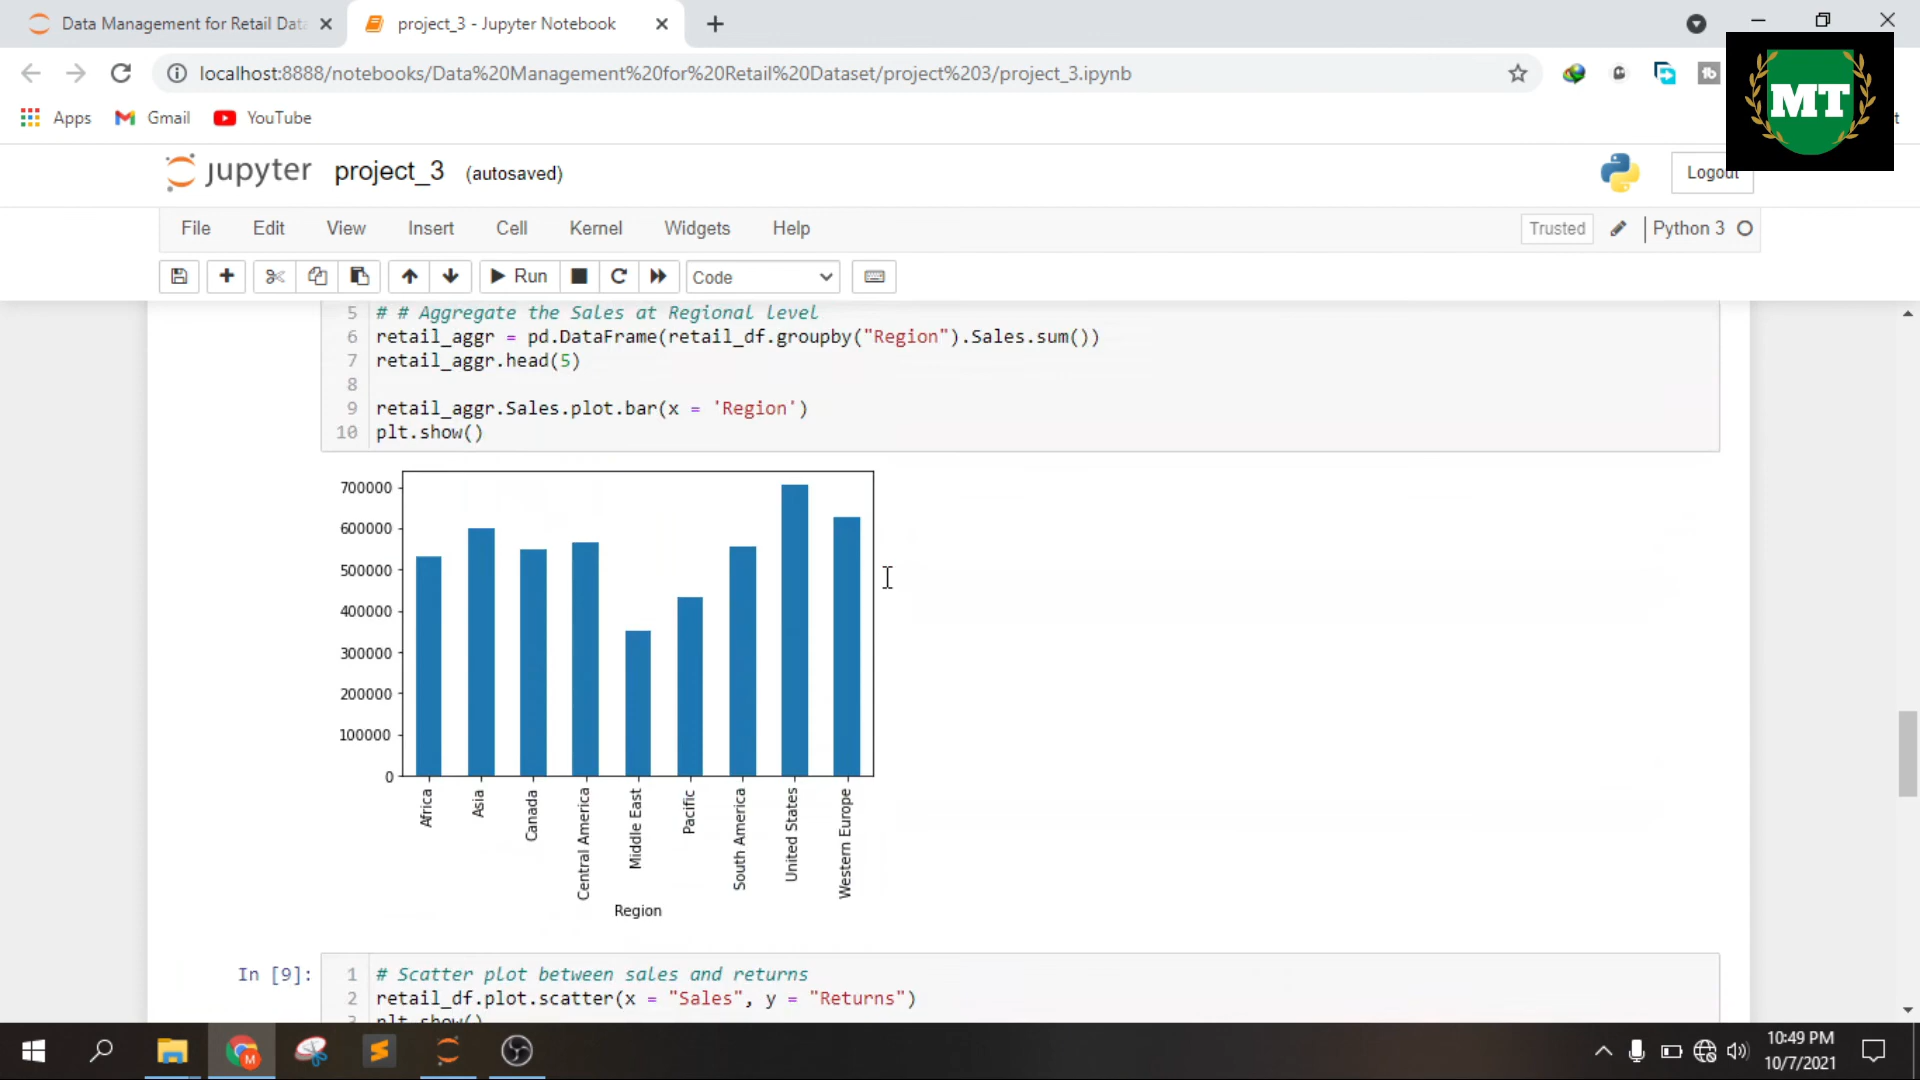 Data Management for Retail Dat
project_3 - Jupyter Notebook
localhost:8888/notebooks/Data%20Management%20for%20Retail%20Dataset/project%203/project_3.ipynb
MT
Apps
Gmail
YouTube
t
jupyter project_3 (autosaved)
Logout
File Edit View Insert Cell Kernel Widgets Help
Trusted
Python 3
Run
Code
5 # # Aggregate the Sales at Regional level
6 retail_aggr = pd.DataFrame(retail_df.groupby("Region").Sales.sum())
7 retail_aggr.head(5)
8
9 retail_aggr.Sales.plot.bar(x = 'Region')
10 plt.show()
700000
600000
500000
400000
300000
200000
100000
0
Africa
Asia
Canada
Central America
Middle East
Pacific
South America
United States
Western Europe
Region
In [9]:
1 # Scatter plot between sales and returns
2 retail_df.plot.scatter(x = "Sales", y = "Returns")
3 plt.show()
M
10:49 PM
10/7/2021